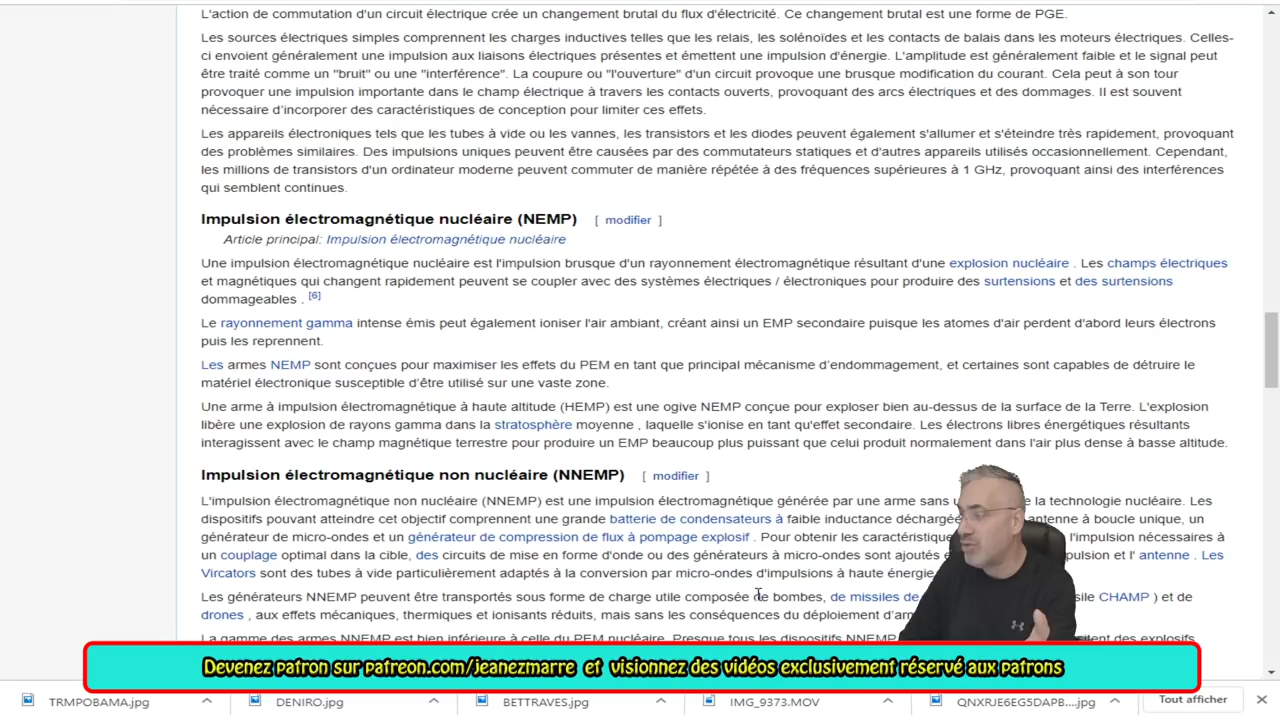 L'action de commutation d'un circuit électrique crée un changement brutal du flux d'électricité. Ce changement brutal est une forme de PGE.
Les sources électriques simples comprennent les charges inductives telles que les relais, les solénoïdes et les contacts de balais dans les moteurs électriques. Celles-
ci envoient généralement une impulsion aux liaisons électriques présentes et émettent une impulsion d'énergie. L'amplitude est généralement faible et le signal peut
être traité comme un "bruit" ou une "interférence". La coupure ou "l'ouverture" d'un circuit provoque une brusque modification du courant. Cela peut à son tour
provoquer une impulsion importante dans le champ électrique à travers les contacts ouverts, provoquant des arcs électriques et des dommages. Il est souvent
nécessaire d'incorporer des caractéristiques de conception pour limiter ces effets.
Les appareils électroniques tels que les tubes à vide ou les vannes, les transistors et les diodes peuvent également s'allumer et s'éteindre très rapidement, provoquant
des problèmes similaires. Des impulsions uniques peuvent être causées par des commutateurs statiques et d'autres appareils utilisés occasionnellement. Cependant,
les millions de transistors d'un ordinateur moderne peuvent commuter de manière répétée à des fréquences supérieures à 1 GHz, provoquant ainsi des interférences
qui semblent continues.
Impulsion électromagnétique nucléaire (NEMP) [ modifier ]
Article principal: Impulsion électromagnétique nucléaire
Une impulsion électromagnétique nucléaire est l'impulsion brusque d'un rayonnement électromagnétique résultant d'une explosion nucléaire . Les champs électriques
et magnétiques qui changent rapidement peuvent se coupler avec des systèmes électriques / électroniques pour produire des surtensions et des surtensions
dommageables . [6]
Le rayonnement gamma intense émis peut également ioniser l'air ambiant, créant ainsi un EMP secondaire puisque les atomes d'air perdent d'abord leurs électrons
puis les reprennent.
Les armes NEMP sont conçues pour maximiser les effets du PEM en tant que principal mécanisme d'endommagement, et certaines sont capables de détruire le
matériel électronique susceptible d'être utilisé sur une vaste zone.
Une arme à impulsion électromagnétique à haute altitude (HEMP) est une ogive NEMP conçue pour exploser bien au-dessus de la surface de la Terre. L'explosion
libère une explosion de rayons gamma dans la stratosphère moyenne , laquelle s'ionise en tant qu'effet secondaire. Les électrons libres énergétiques résultants
interagissent avec le champ magnétique terrestre pour produire un EMP beaucoup plus puissant que celui produit normalement dans l'air plus dense à basse altitude.
Impulsion électromagnétique non nucléaire (NNEMP) [ modifier ]
L'impulsion électromagnétique non nucléaire (NNEMP) est une impulsion électromagnétique générée par une arme sans la technologie nucléaire. Les
dispositifs pouvant atteindre cet objectif comprennent une grande batterie de condensateurs à faible inductance antenne à boucle unique, un
générateur de micro-ondes et un générateur de compression de flux à pompage explosif . Pour obtenir les l'impulsion nécessaires à
un couplage optimal dans la cible, des circuits de mise en forme d'onde ou des générateurs à micro-ondes sont et l' antenne . Les
Vircators sont des tubes à vide particulièrement adaptés à la conversion par micro-ondes d'impulsions à haute énergie
Les générateurs NNEMP peuvent être transportés sous forme de charge utile composée de bombes, de missiles de CHAMP ) et de
drones , aux effets mécaniques, thermiques et ionisants réduits, mais sans les conséquences du déploiement
La gamme des armes NNEMP est bien inférieure à celle du PEM nucléaire. Presque tous les dispositifs des explosifs
Devenez patron sur patreon.com/jeanezmarre et visionnez des vidéos exclusivement réservé aux patrons
TRMPOBAMA.jpg DENIRO.jpg BETTRAVES.jpg IMG_9373.MOV QNXRJE6EG5DAPB....jpg Tout afficher